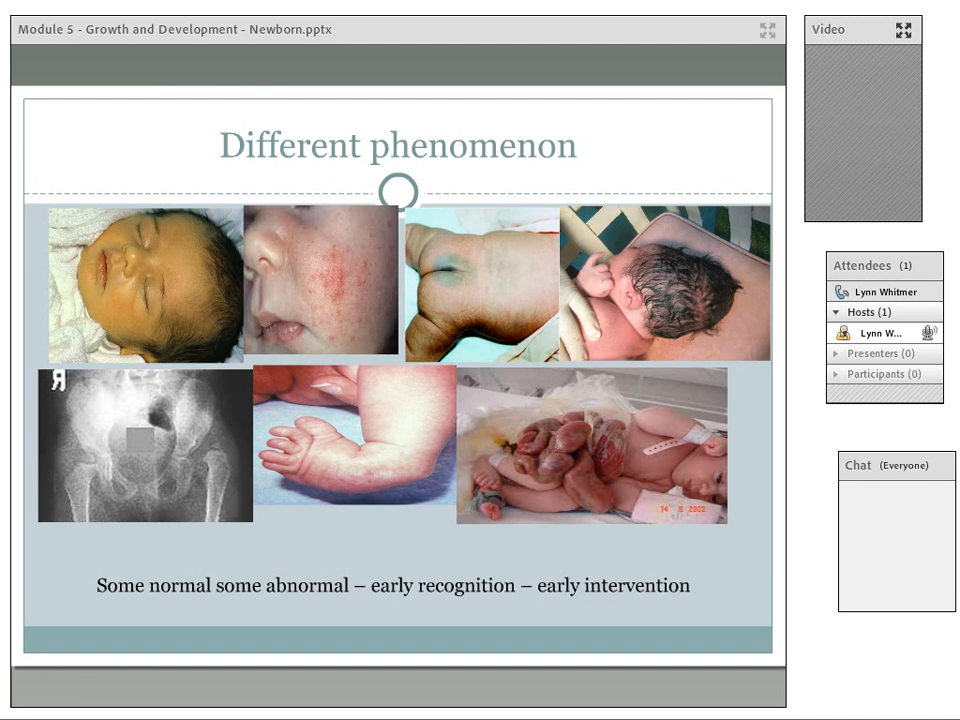 Module 5 - Growth and Development - Newborn.pptx
Video
Different phenomenon
Attendees (1)
Lynn Whitmer
Hosts (1)
Lynn W...
Presenters (0)
Participants (0)
R
14 6 2002
Chat (Everyone)
Some normal some abnormal – early recognition – early intervention